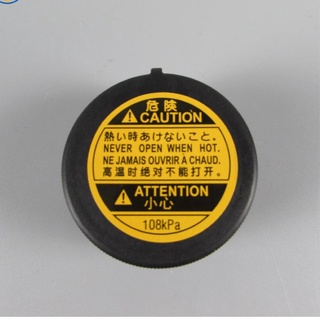 危険
CAUTION
熱い時あけないこと。
NEVER OPEN WHEN HOT.
NE JAMAIS OUVRIR A CHAUD.
高温时绝对不能打开。
ATTENTION
小心
108kPa